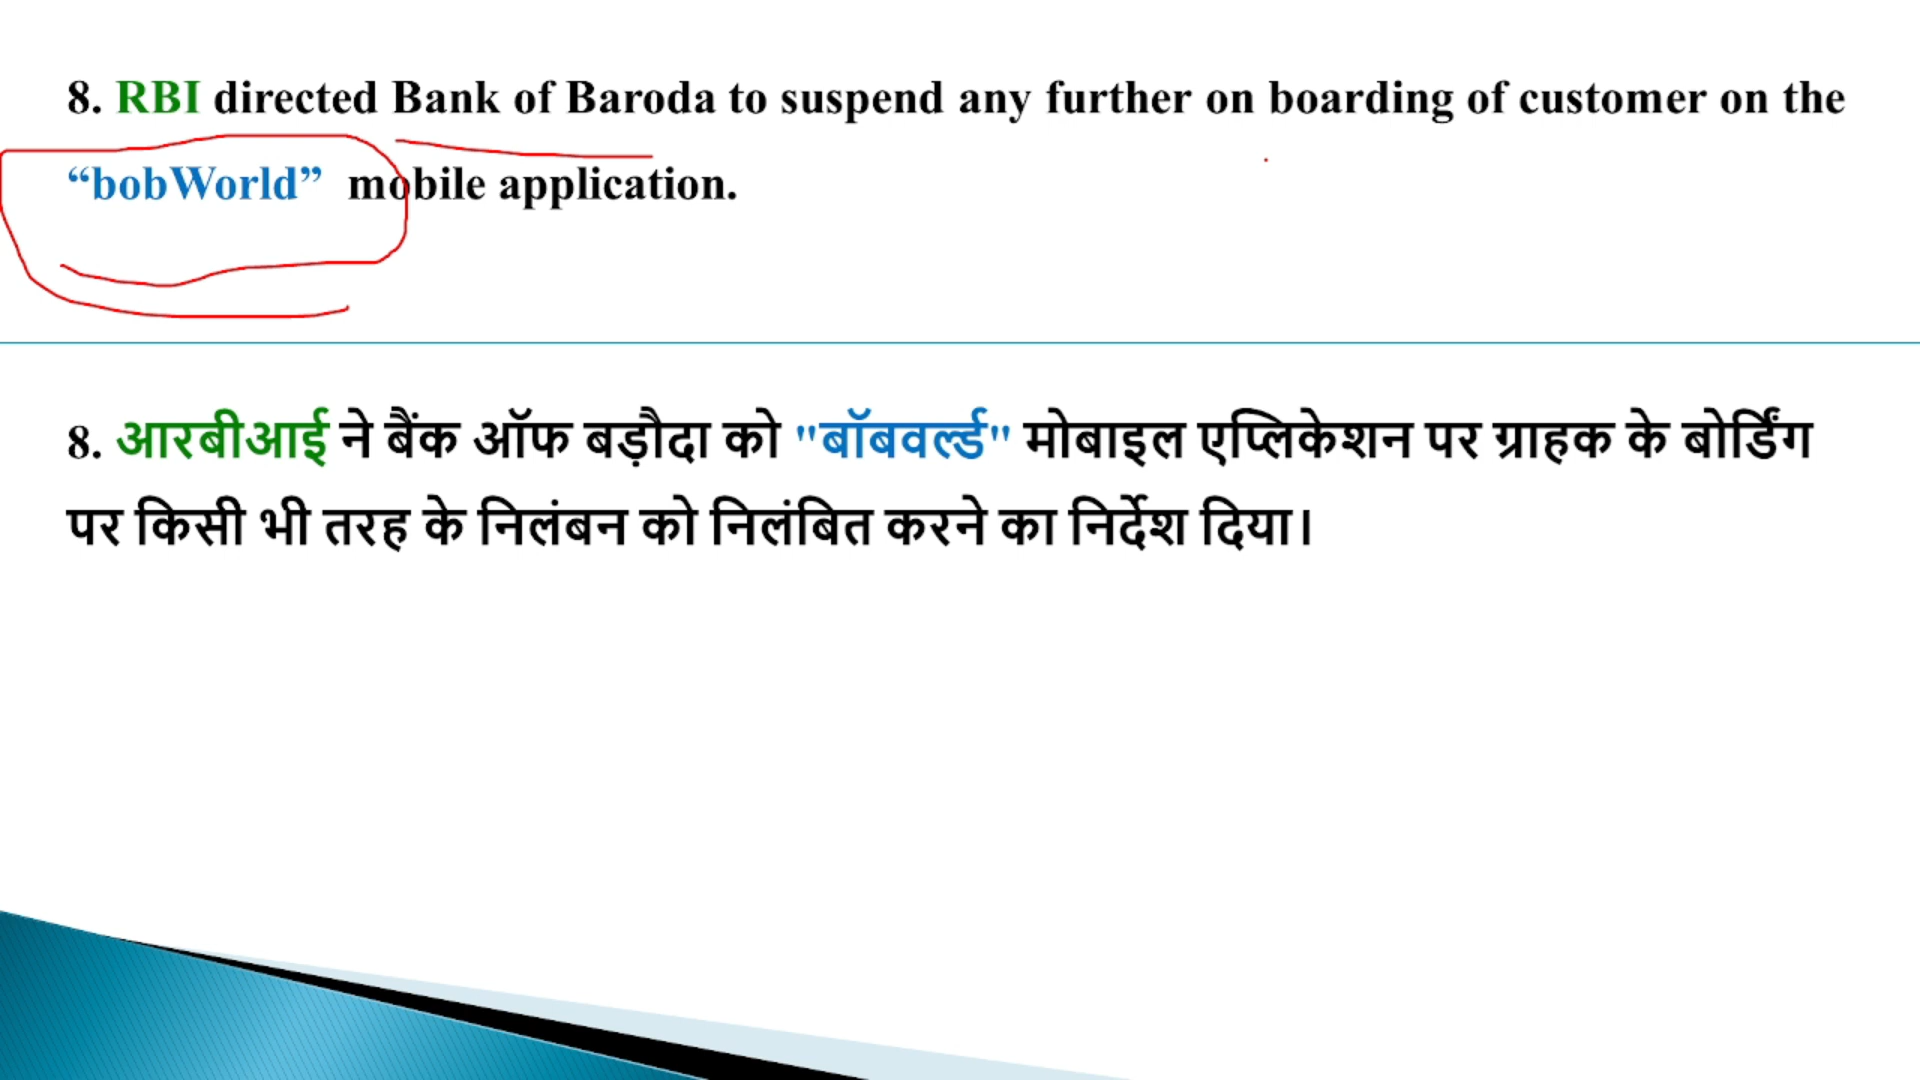 8. RBI directed Bank of Baroda to suspend any further on boarding of customer on the
“bobWorld” mobile application.
8. आरबीआई ने बैंक ऑफ बड़ौदा को "बॉबवर्ल्ड" मोबाइल एप्लिकेशन पर ग्राहक के बोर्डिंग
पर किसी भी तरह के निलंबन को निलंबित करने का निर्देश दिया।